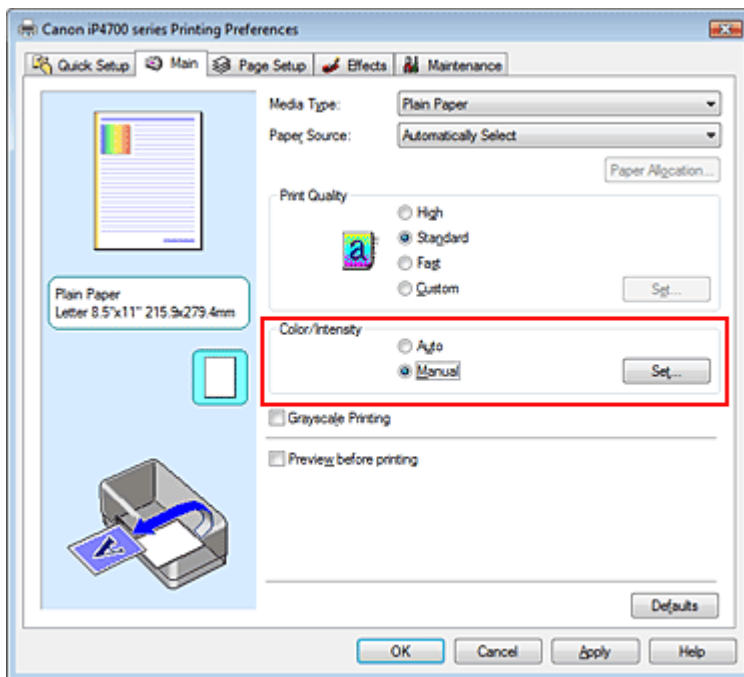 Canon iP4700 series Printing Preferences
Quick Setup Main Page Setup Effects Maintenance
Media Type: Plain Paper
Paper Source: Automatically Select
Paper Allocation...
Print Quality
High
a Standard
Fast
Custom Set...
Plain Paper
Letter 8.5"x11" 215.9x279.4mm
Color/Intensity
Auto
Manual Set...
Grayscale Printing
Preview before printing
Defaults
OK Cancel Apply Help